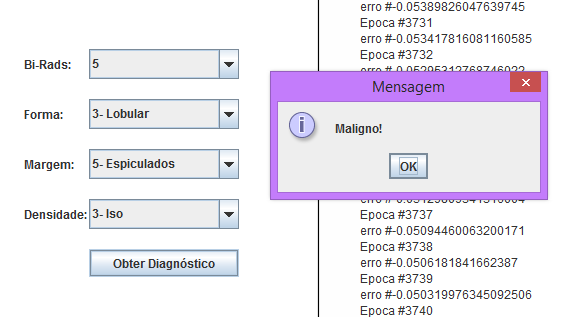 Bi-Rads:
5
Forma:
3- Lobular
Margem:
5- Espiculados
Densidade:
3- Iso
Obter Diagnóstico
erro #-0.05389826047639745
Epoca #3731
erro #-0.053417816081160585
Epoca #3732
Mensagem
Maligno!
OK
Epoca #3737
erro #-0.05094460063200171
Epoca #3738
erro #-0.0506181841662387
Epoca #3739
erro #-0.050319976345092506
Epoca #3740